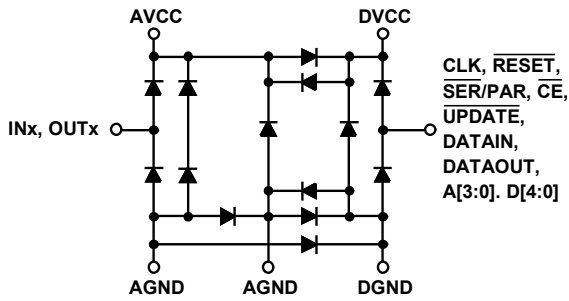 AVCC
DVCC
INx, OUTx
CLK, RESET,
SER/PAR, CE,
UPDATE,
DATAIN,
DATAOUT,
A[3:0]. D[4:0]
AGND
AGND
DGND